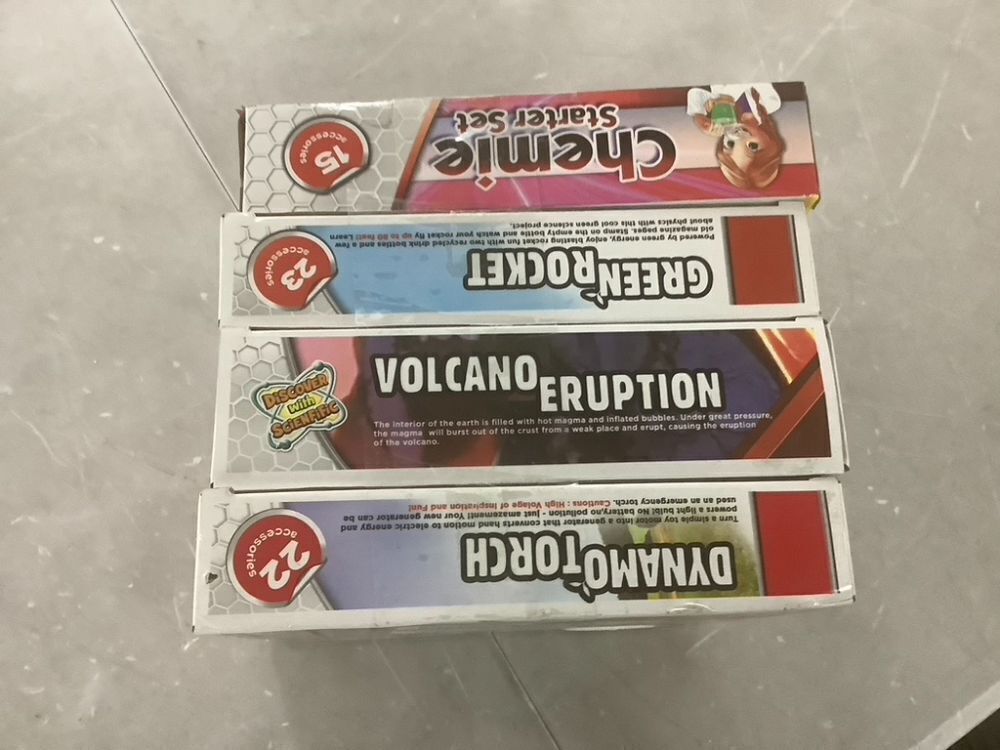 Chemie
Starter Set
15
accessories
GREEN ROCKET
Powered by green energy, enjoy blasting rocket fun with two recycled drink bottles and a few
old magazine pages. Stamp on the empty bottle and watch your rocket fly up to 80 feet! Learn
about physics with this cool green science project.
23
accessories
DISCOVER
with
SCIENTIFIC
VOLCANO ERUPTION
The interior of the earth is filled with hot magma and inflated bubbles. Under great pressure,
the magma will burst out of the crust from a weak place and erupt, causing the eruption
of the volcano.
DYNAMO TORCH
Turn a simple toy motor into a generator that converts hand motion to electric energy and
powers a light bulb! No battery,no pollution - just amazement! Your new generator can be
used an an emergency torch. Cautions : High Volage of Inspiration and Fun!
22
accessories